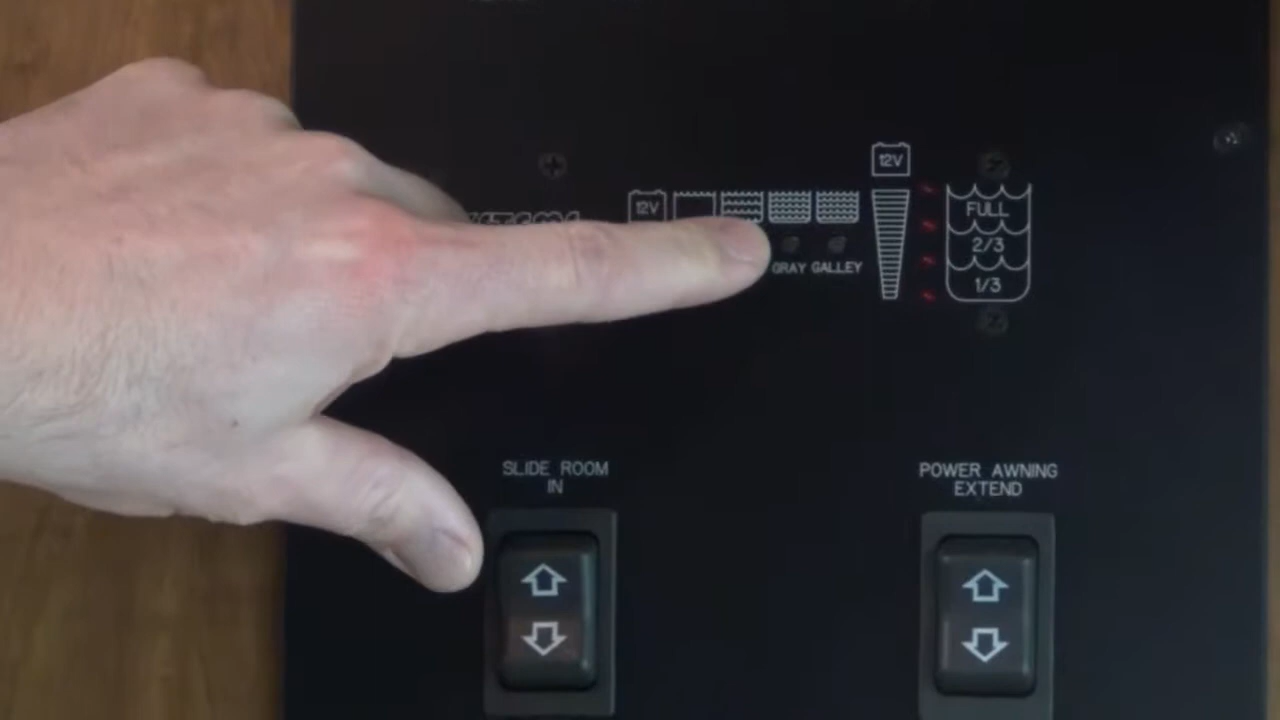 12V
12V
FULL
2/3
1/3
GRAY GALLEY
SLIDE ROOM
IN
POWER AWNING
EXTEND